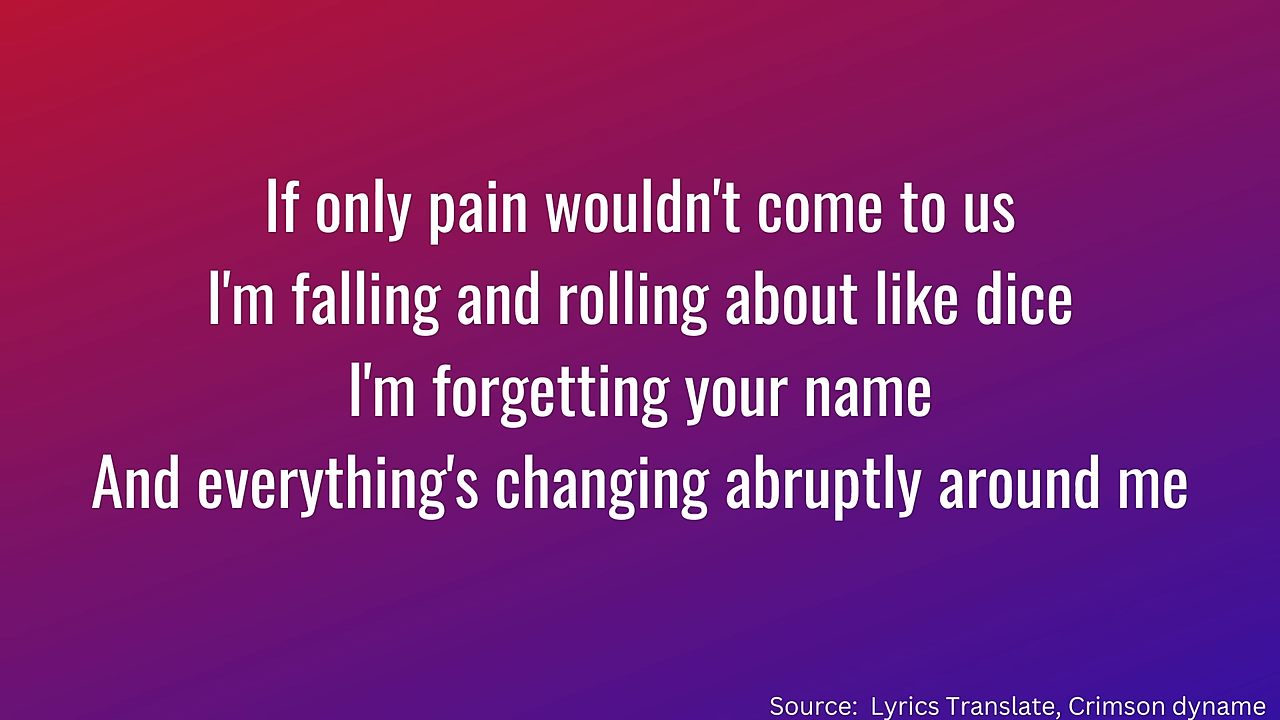 If only pain wouldn't come to us
I'm falling and rolling about like dice
I'm forgetting your name
And everything's changing abruptly around me
Source:  Lyrics Translate, Crimson dyname